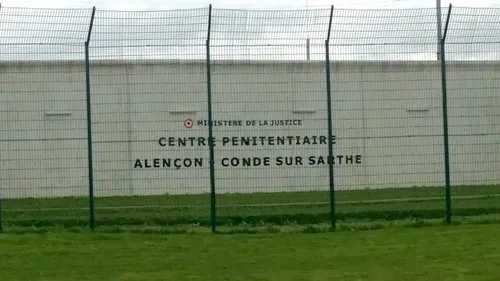 MINISTERE DE LA JUSTICE
CENTRE PENITENTIAIRE
ALENÇON - CONDE SUR SARTHE